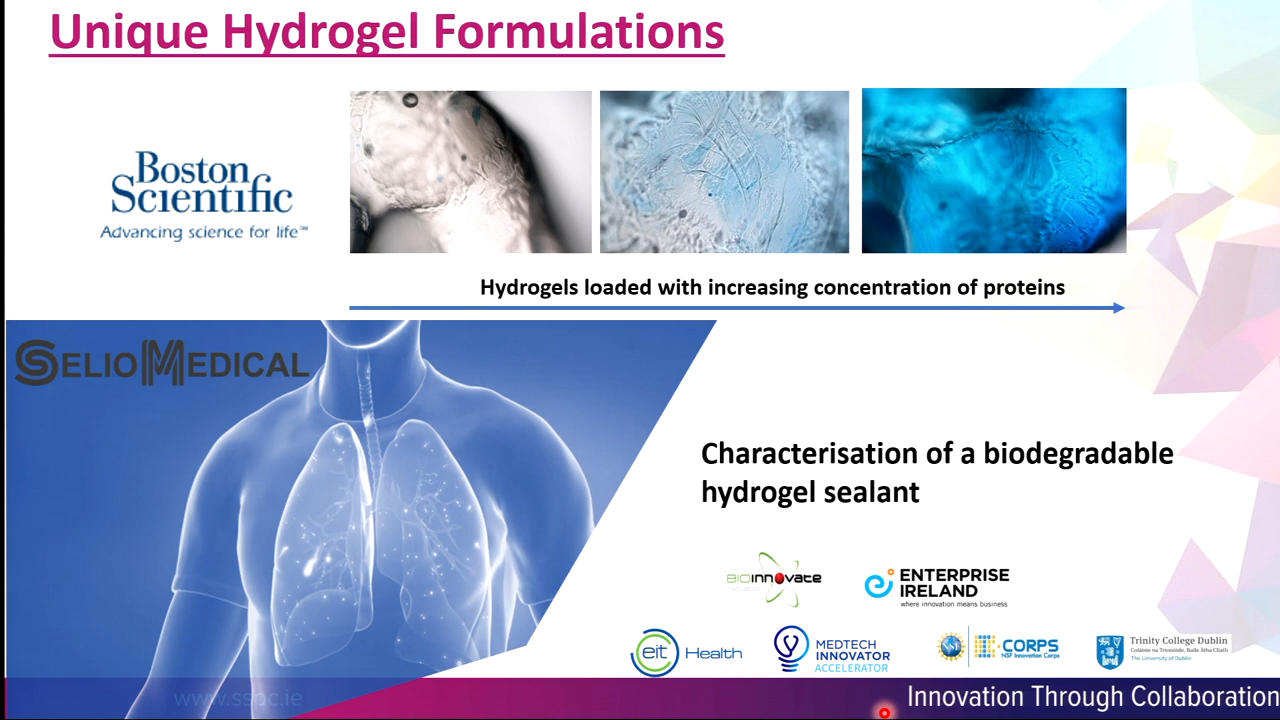 Unique Hydrogel Formulations
Boston
Scientific
Advancing science for life™
Hydrogels loaded with increasing concentration of proteins
SELIO MEDICAL
Characterisation of a biodegradable
hydrogel sealant
BIOINNOVATE
ENTERPRISE
IRELAND
where innovation means business
eit Health
MEDTECH
INNOVATOR
ACCELERATOR
I-CORPS
NSF Innovation Corps
Trinity College Dublin
Coláiste na Tríonóide, Baile Átha Cliath
The University of Dublin
www.sspc.ie
Innovation Through Collaboration